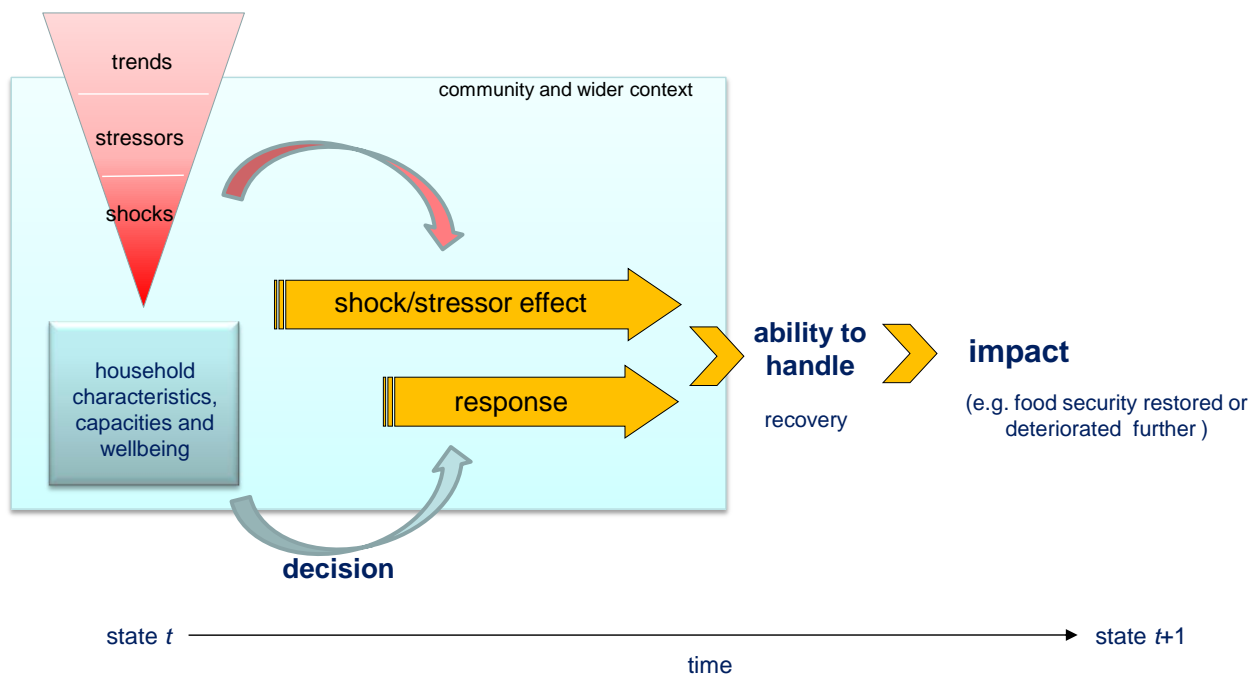 trends
community and wider context
stressors
shocks
shock/stressor effect
household
characteristics,
capacities and
wellbeing
response
ability to
handle
recovery
impact
(e.g. food security restored or
deteriorated further )
decision
state t
state t+1
time